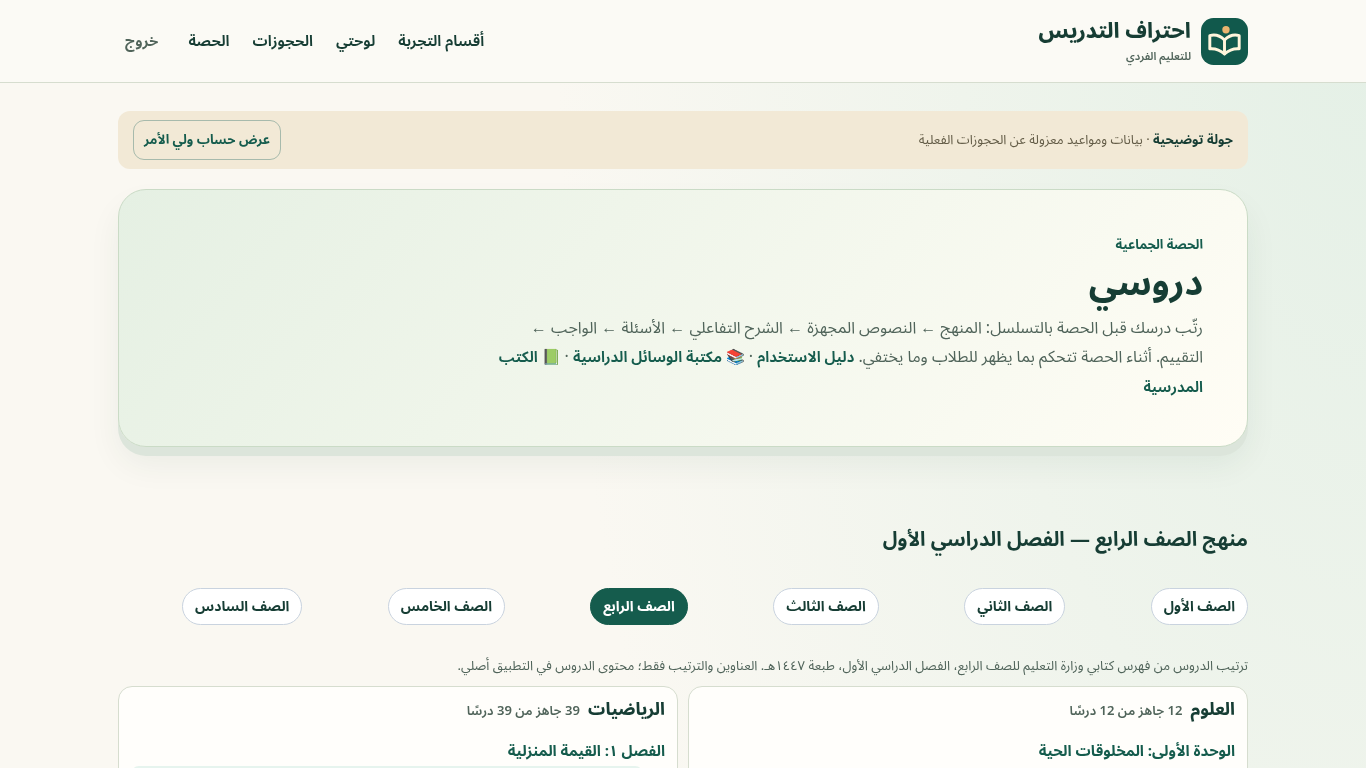 احتراف التدريس
للتعليم الفردي
أقسام التجربة
لوحتي
الحجوزات
الحصة
خروج
جولة توضيحية · بيانات ومواعيد معزولة عن الحجوزات الفعلية
عرض حساب ولي الأمر
الحصة الجماعية
دروسي
رتّب درسك قبل الحصة بالتسلسل: المنهج ← النصوص المجهزة ← الشرح التفاعلي ← الأسئلة ← الواجب ←
التقييم. أثناء الحصة تتحكم بما يظهر للطلاب وما يختفي. دليل الاستخدام · 📚 مكتبة الوسائل الدراسية · 📗 الكتب
المدرسية
منهج الصف الرابع — الفصل الدراسي الأول
الصف الأول
الصف الثاني
الصف الثالث
الصف الرابع
الصف الخامس
الصف السادس
ترتيب الدروس من فهرس كتابي وزارة التعليم للصف الرابع، الفصل الدراسي الأول، طبعة ١٤٤٧هـ. العناوين والترتيب فقط؛ محتوى الدروس في التطبيق أصلي.
العلوم 12 جاهز من 12 درسًا
الوحدة الأولى: المخلوقات الحية
الرياضيات 39 جاهز من 39 درسًا
الفصل ١: القيمة المنزلية